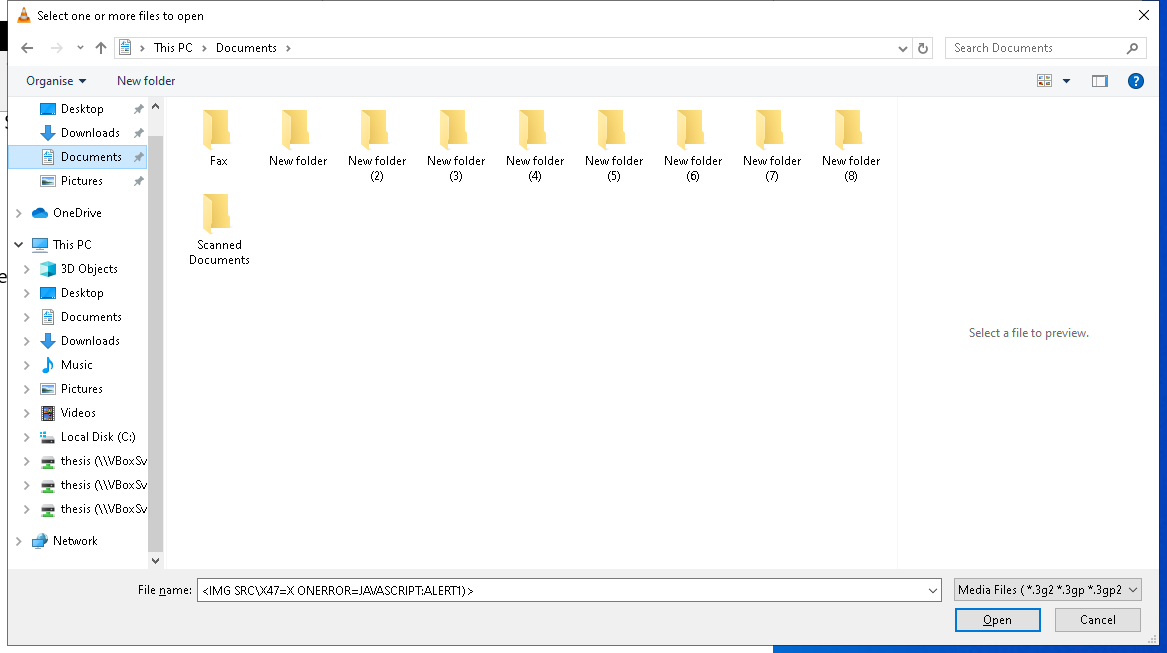 Select one or more files to open
This PC > Documents >
Search Documents
Organise
New folder
Desktop
Downloads
Documents
Pictures
OneDrive
This PC
3D Objects
Desktop
Documents
Downloads
Music
Pictures
Videos
Local Disk (C:)
thesis (\\VBoxSv
thesis (\\VBoxSv
thesis (\\VBoxSv
Network
Fax
New folder
New folder
(2)
New folder
(3)
New folder
(4)
New folder
(5)
New folder
(6)
New folder
(7)
New folder
(8)
Scanned
Documents
Select a file to preview.
File name:
<IMG SRC\X47=X ONERROR=JAVASCRIPT:ALERT1)>
Media Files ( *.3g2 *.3gp *.3gp2
Open
Cancel